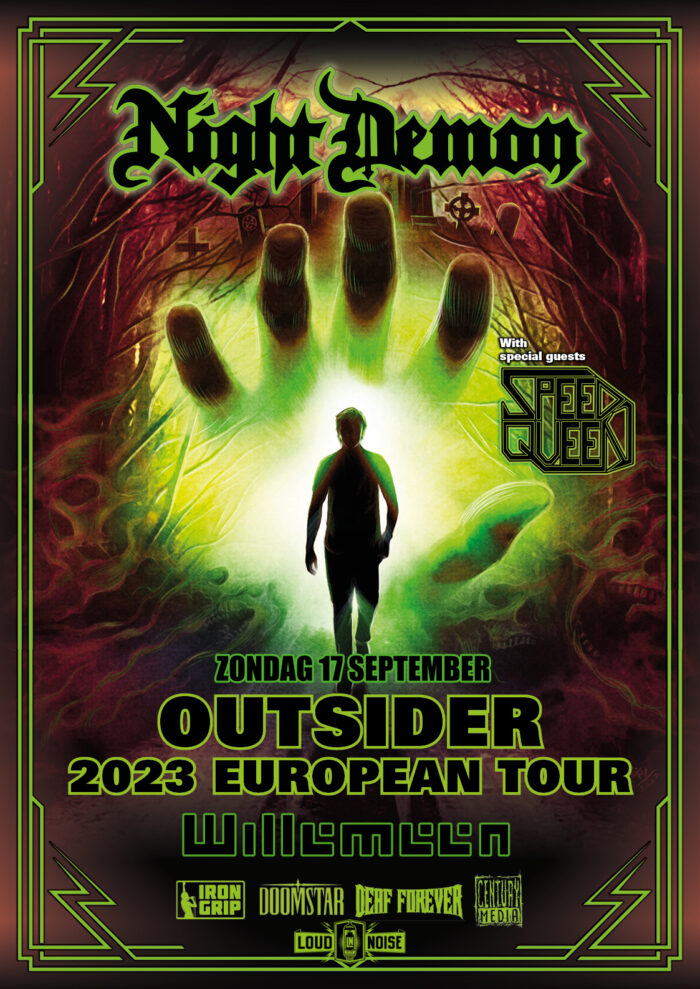 Night Demon
With
special guests
SPEED
QUEEN
ZONDAG 17 SEPTEMBER
OUTSIDER
2023 EUROPEAN TOUR
Willemeen
IRON
GRIP
DOOMSTAR
DEAF FOREVER
CENTURY
MEDIA
LOUD IN NOISE